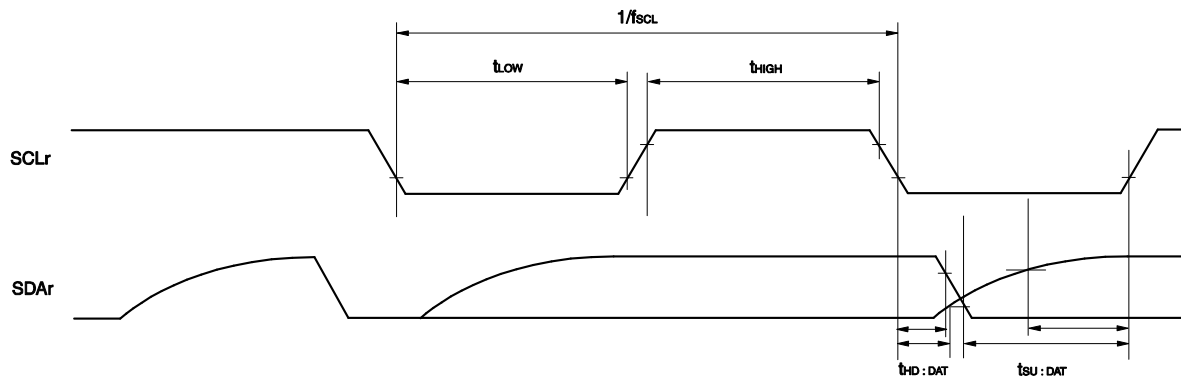 1/fSCL
tLOW
tHIGH
SCLr
SDAr
tHD : DAT
tSU : DAT